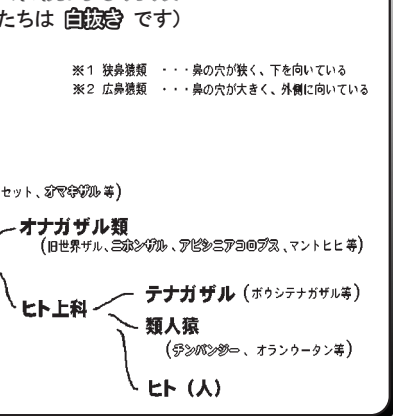 たちは 白抜き です）
※１ 狭鼻猿類 ・・・鼻の穴が狭く、下を向いている
※２ 広鼻猿類 ・・・鼻の穴が大きく、外側に向いている
セット、オマキザル 等）
オナガザル類
（旧世界ザル、ニホンザル、アビシニアコロブス、マントヒヒ 等）
ヒト上科
テナガザル（ボウシテナガザル等）
類人猿
（チンパンジー、オランウータン等）
ヒト（人）